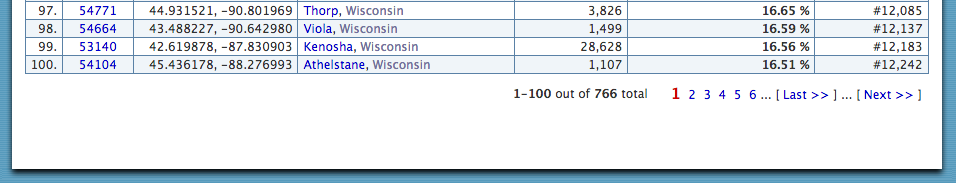 97. 54771 44.931521, -90.801969 Thorp, Wisconsin 3,826 16.65 % #12,085
98. 54664 43.488227, -90.642980 Viola, Wisconsin 1,499 16.59 % #12,137
99. 53140 42.619878, -87.830903 Kenosha, Wisconsin 28,628 16.56 % #12,183
100. 54104 45.436178, -88.276993 Athelstane, Wisconsin 1,107 16.51 % #12,242
1-100 out of 766 total 1 2 3 4 5 6 ... [ Last >> ] ... [ Next >> ]